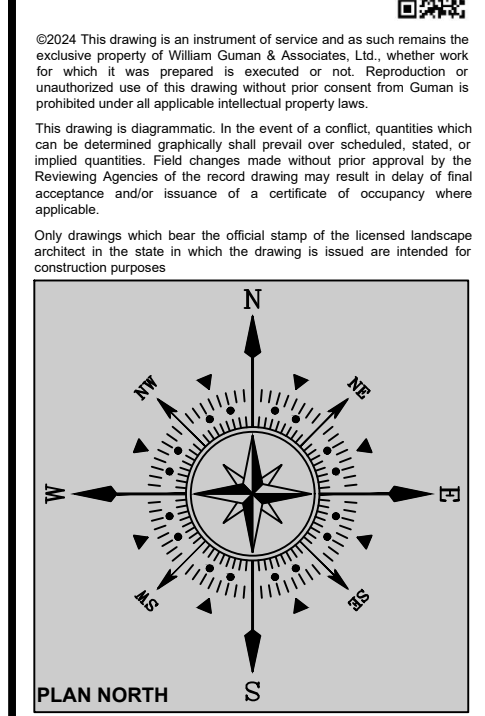 ©2024 This drawing is an instrument of service and as such remains the
exclusive property of William Guman & Associates, Ltd., whether work
for which it was prepared is executed or not. Reproduction or
unauthorized use of this drawing without prior consent from Guman is
prohibited under all applicable intellectual property laws.
This drawing is diagrammatic. In the event of a conflict, quantities which
can be determined graphically shall prevail over scheduled, stated, or
implied quantities. Field changes made without prior approval by the
Reviewing Agencies of the record drawing may result in delay of final
acceptance and/or issuance of a certificate of occupancy where
applicable.
Only drawings which bear the official stamp of the licensed landscape
architect in the state in which the drawing is issued are intended for
construction purposes
N
NW
NE
W
E
SW
SE
S
PLAN NORTH